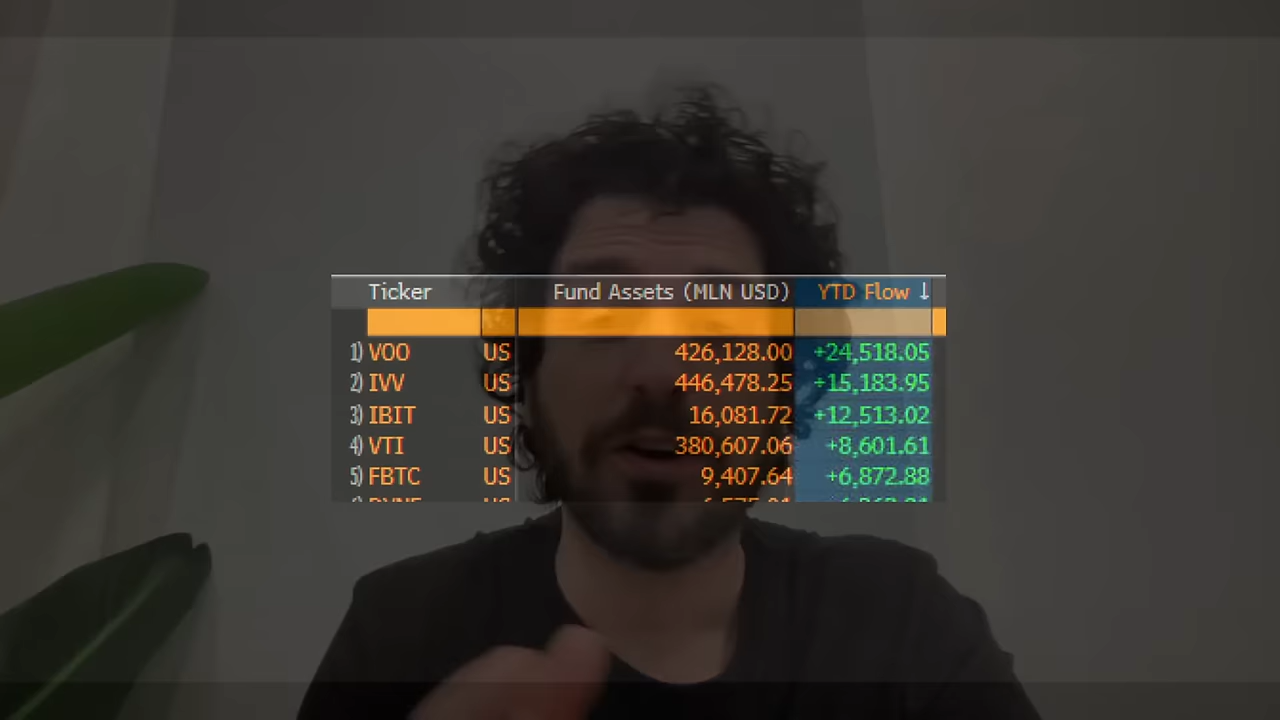 Ticker Fund Assets (MLN USD) YTD Flow ↓
1) VOO US 426,128.00 +24,518.05
2) IVV US 446,478.25 +15,183.95
3) IBIT US 16,081.72 +12,513.02
4) VTI US 380,607.06 +8,601.61
5) FBTC US 9,407.64 +6,872.88